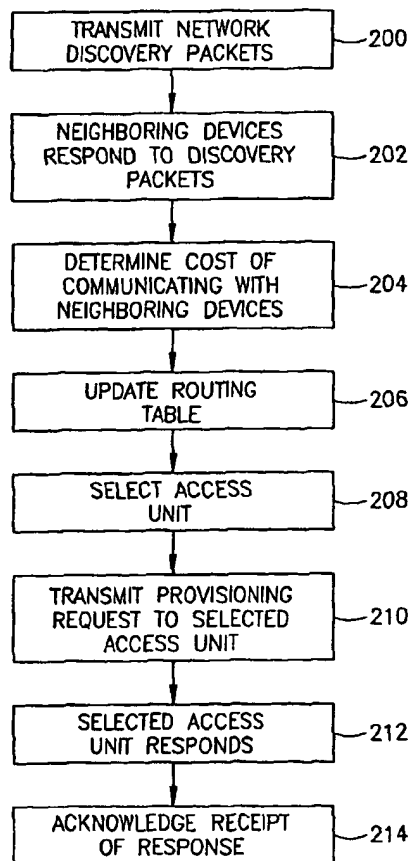 TRANSMIT NETWORK
DISCOVERY PACKETS
200
NEIGHBORING DEVICES
RESPOND TO DISCOVERY
PACKETS
202
DETERMINE COST OF
COMMUNICATING WITH
NEIGHBORING DEVICES
204
UPDATE ROUTING
TABLE
206
SELECT ACCESS
UNIT
208
TRANSMIT PROVISIONING
REQUEST TO SELECTED
ACCESS UNIT
210
SELECTED ACCESS
UNIT RESPONDS
212
ACKNOWLEDGE RECEIPT
OF RESPONSE
214